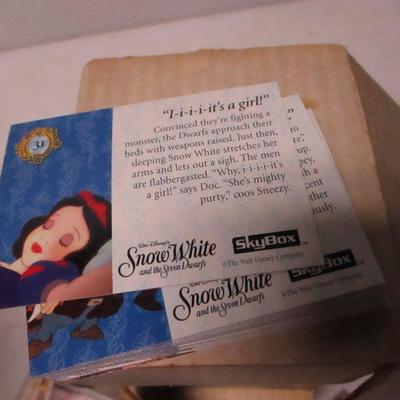 31
"I-i-i-i-it's a girl!"
Convinced they're fighting a
monster, the Dwarfs approach their
beds with weapons raised. Just then,
sleeping Snow White stretches her
arms and lets out a sigh. The men
are flabbergasted. "Why, i-i-i-i-it's
a girl!" says Doc. "She's mighty
purty," coos Sneezy.
Walt Disney's
Snow White
and the Seven Dwarfs
SkyBox
©The Walt Disney Company
Snow White
and the Seven Dwarfs
SkyBox
©The Walt Disney Company